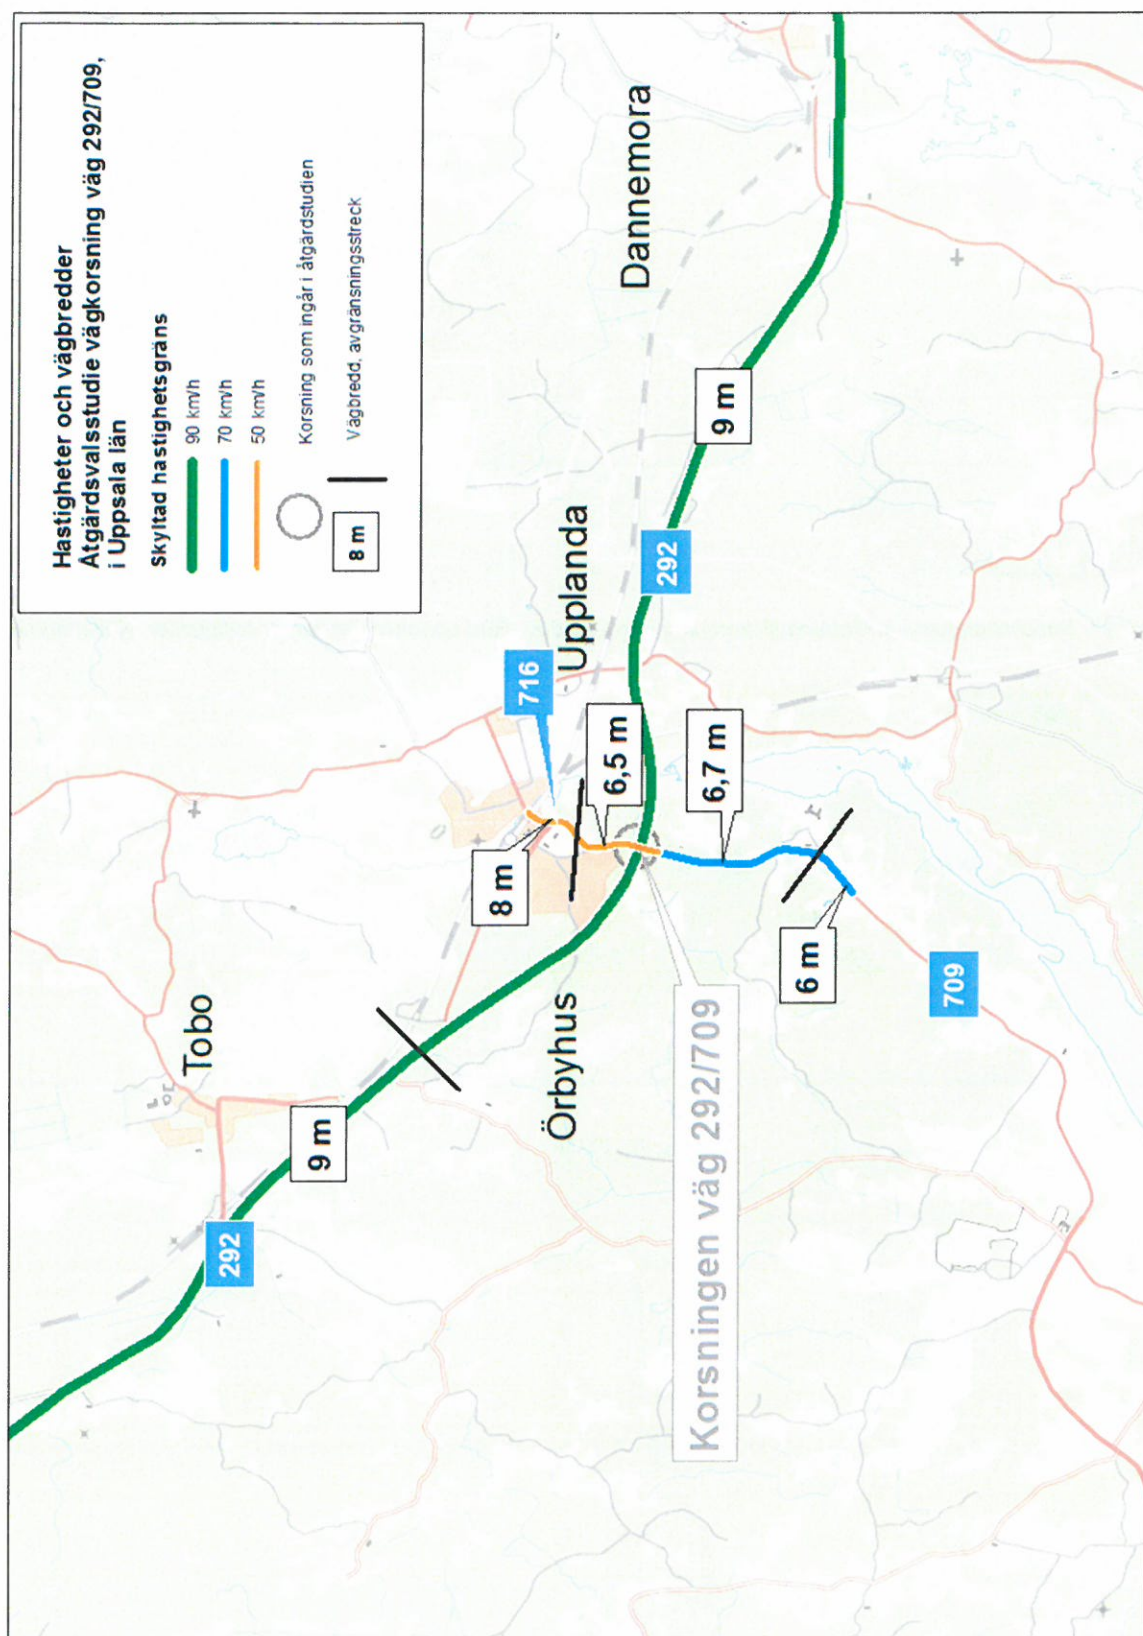 Hastigheter och vägbredder
Åtgärdsvalsstudie vägkorsning väg 292/709,
i Uppsala län
Skyltad hastighetsgräns
90 km/h
70 km/h
50 km/h
Korsning som ingår i åtgärdstudien
8 m
Vägbredd, avgränsningsstreck
Tobo
292
9 m
Örbyhus
8 m
716
Upplanda
6,5 m
292
Dannemora
9 m
6,7 m
6 m
709
Korsningen väg 292/709